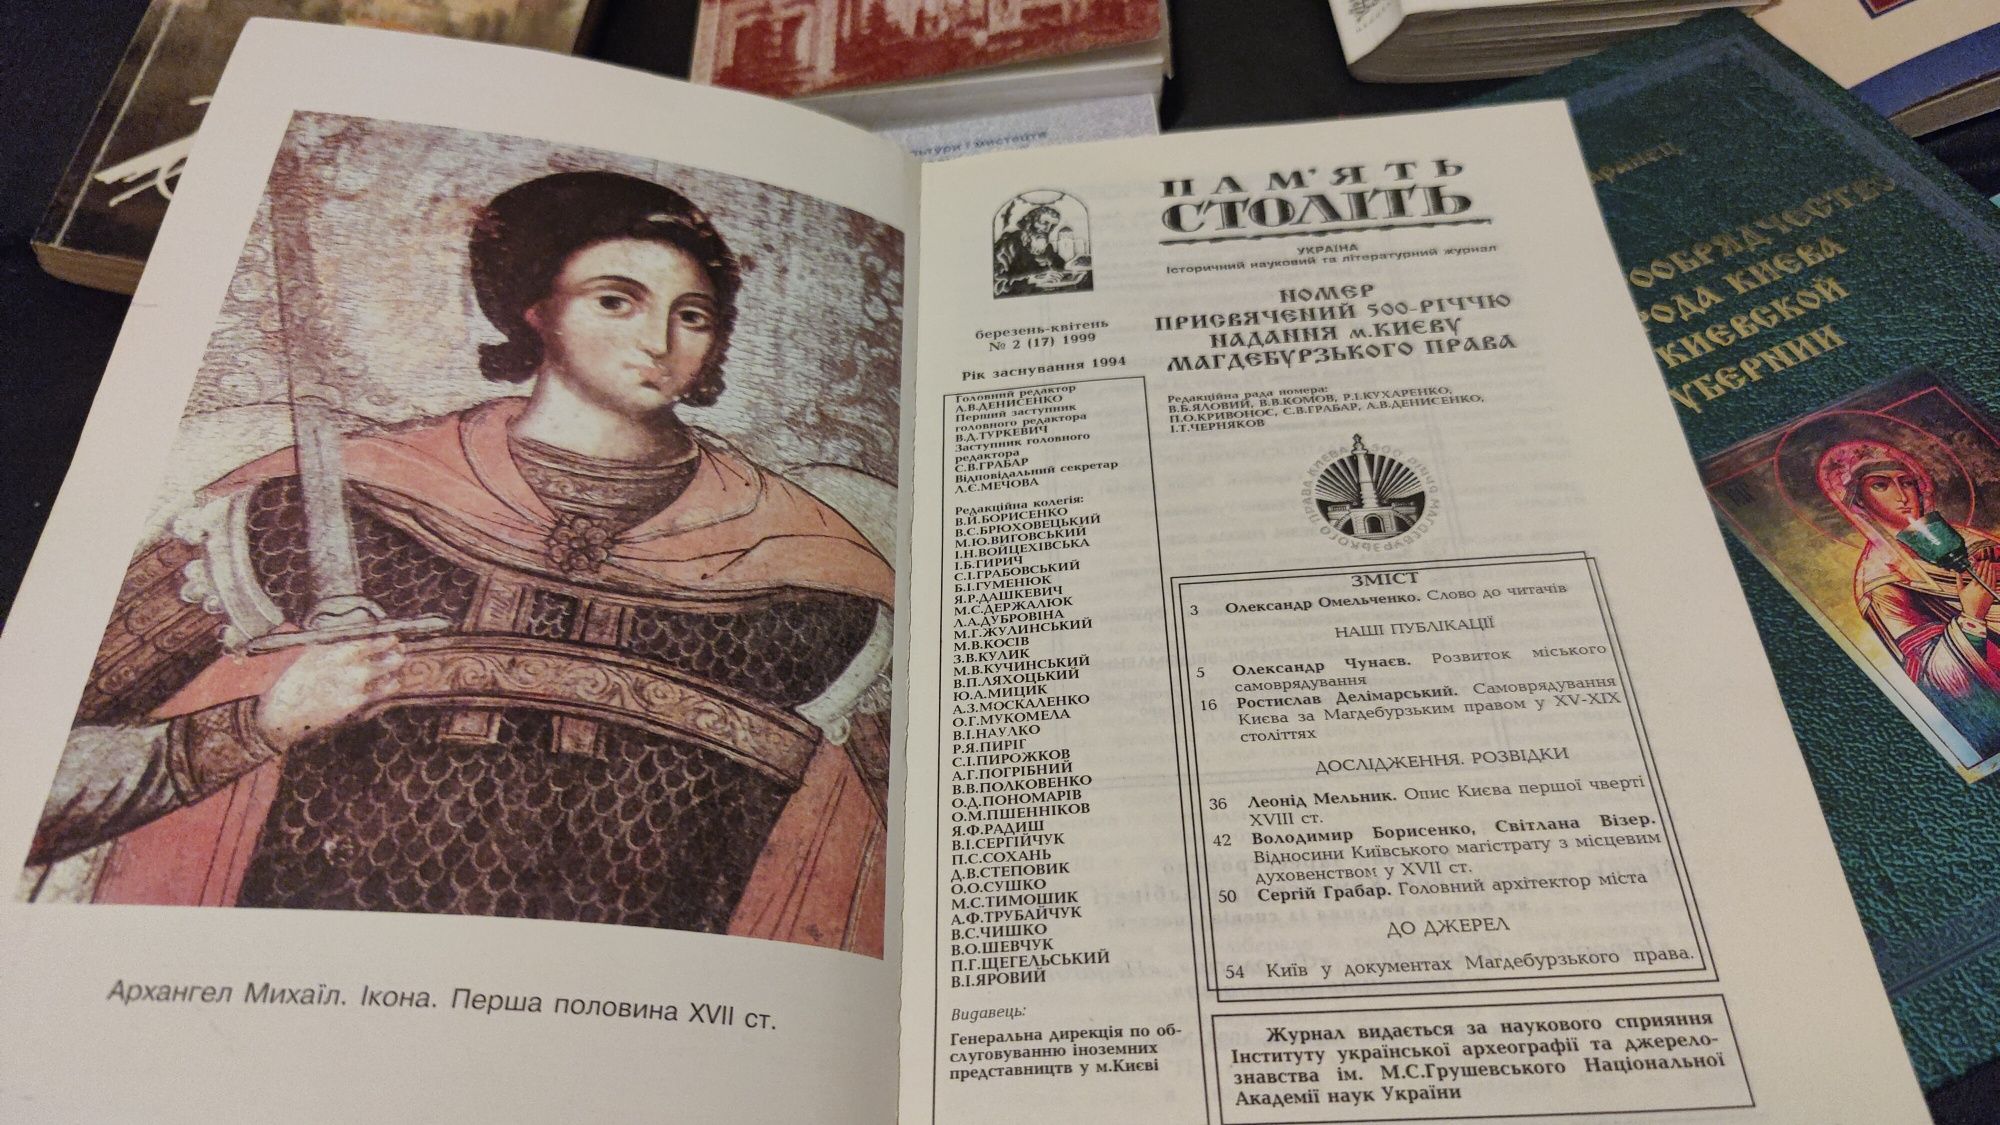 Архангел Михаїл. Ікона. Перша половина XVII ст.
ПАМ'ЯТЬ
СТОЛІТЬ
УКРАЇНА
Історичний науковий та літературний журнал
НОМЕР
ПРИСВЯЧЕНИЙ 500-РІЧЧЮ
НАДАННЯ м.КИЄВУ
МАГДЕБУРЗЬКОГО ПРАВА
березень-квітень
№ 2 (17) 1999
Рік заснування 1994
Головний редактор
Л.В.ДЕНИСЕНКО
Перший заступник
головного редактора
В.Д.ТУРКЕВИЧ
Заступник головного
редактора
С.В.ГРАБАР
Відповідальний секретар
Л.Є.МЕЧОВА
Редакційна колегія:
В.Й.БОРИСЕНКО
В.С.БРЮХОВЕЦЬКИЙ
М.Ю.ВИГОВСЬКИЙ
І.Н.ВОЙЦЕХІВСЬКА
І.Б.ГИРИЧ
С.І.ГРАБОВСЬКИЙ
Б.І.ГУМЕНЮК
Я.Р.ДАШКЕВИЧ
М.С.ДЕРЖАЛЮК
Л.А.ДУБРОВІНА
М.Г.ЖУЛИНСЬКИЙ
М.В.КОСІВ
З.В.КУЛИК
М.В.КУЧИНСЬКИЙ
В.П.ЛЯХОЦЬКИЙ
Ю.А.МИЦИК
А.З.МОСКАЛЕНКО
О.Г.МУКОМЕЛА
В.І.НАУЛКО
Р.Я.ПИРІГ
С.І.ПИРОЖКОВ
А.Г.ПОГРІБНИЙ
В.В.ПОЛКОВЕНКО
О.Д.ПОНОМАРІВ
О.М.ПШЕННІКОВ
Я.Ф.РАДИШ
В.І.СЕРГІЙЧУК
П.С.СОХАНЬ
Д.В.СТЕПОВИК
О.О.СУШКО
М.С.ТИМОШИК
А.Ф.ТРУБАЙЧУК
В.С.ЧИШКО
В.О.ШЕВЧУК
П.Г.ЩЕГЕЛЬСЬКИЙ
В.І.ЯРОВИЙ
Видавець:
Генеральна дирекція по об-
слуговуванню іноземних
представництв у м.Києві
Редакційна рада номера:
В.Б.ЯЛОВИЙ, В.В.КОМОВ, Р.І.КУХАРЕНКО,
П.О.КРИВОНОС, Є.В.ГРАБАР, Л.В.ДЕНИСЕНКО,
І.Т.ЧЕРНЯКОВ
500 РІЧЧЯ МАГДЕБУРЗЬКОГО ПРАВА КИЄВА
ЗМІСТ
3 Олександр Омельченко. Слово до читачів
НАШІ ПУБЛІКАЦІЇ
5 Олександр Чунаєв. Розвиток міського
самоврядування
16 Ростислав Делімарський. Самоврядування
Києва за Магдебурзьким правом у XV-XIX
століттях
ДОСЛІДЖЕННЯ. РОЗВІДКИ
36 Леонід Мельник. Опис Києва першої чверті
XVIII ст.
42 Володимир Борисенко, Світлана Візер.
Відносини Київського магістрату з місцевим
духовенством у XVII ст.
50 Сергій Грабар. Головний архітектор міста
ДО ДЖЕРЕЛ
54 Київ у документах Магдебурзького права.
Журнал видається за наукового сприяння
Інституту української археографії та джерело-
знавства ім. М.С.Грушевського Національної
Академії наук України
КИЄВА
КИЕВСКОЙ